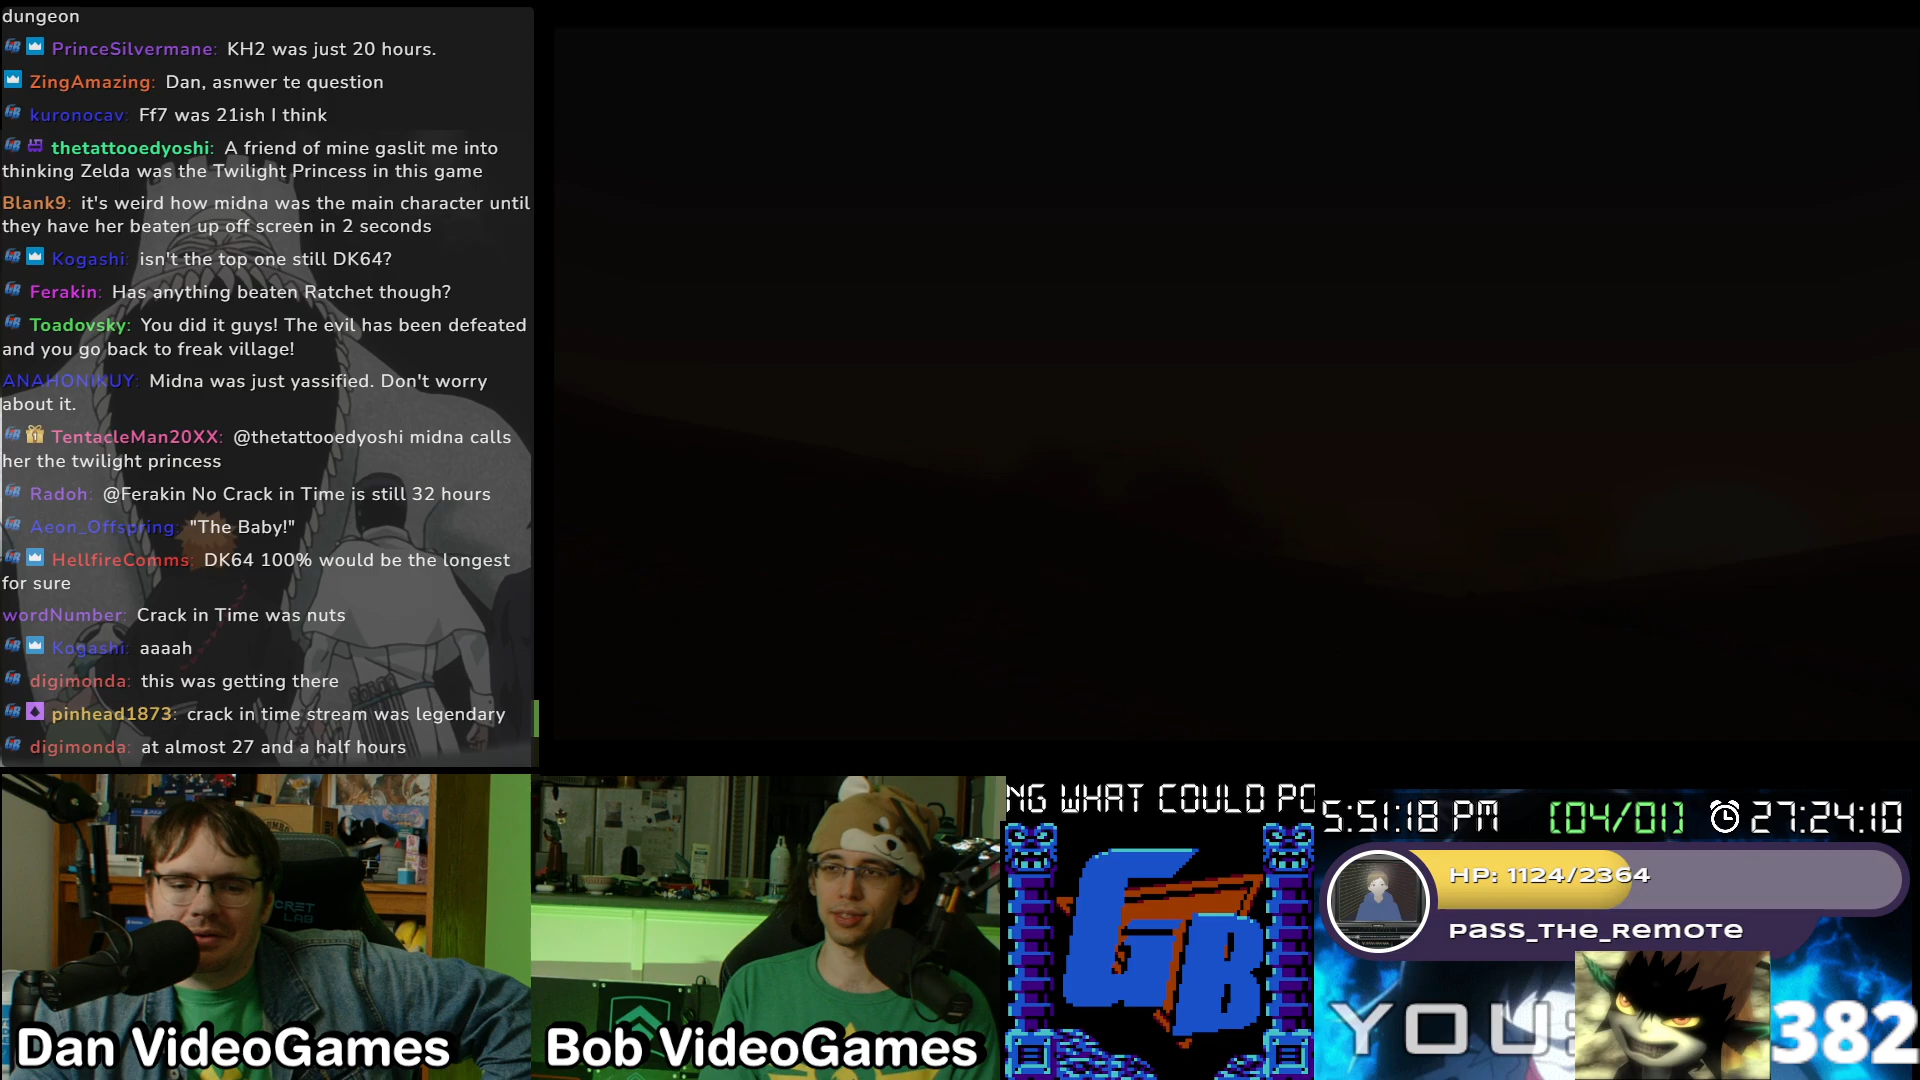 dungeon
PrinceSilvermane: KH2 was just 20 hours.
ZingAmazing: Dan, asnwer te question
kuronocav: Ff7 was 21ish I think
thetattooedyoshi: A friend of mine gaslit me into
thinking Zelda was the Twilight Princess in this game
Blank9: it's weird how midna was the main character until
they have her beaten up off screen in 2 seconds
Kogashi: isn't the top one still DK64?
Ferakin: Has anything beaten Ratchet though?
Toadovsky: You did it guys! The evil has been defeated
and you go back to freak village!
ANAHONIKUY: Midna was just yassified. Don't worry
about it.
TentacleMan20XX: @thetattooedyoshi midna calls
her the twilight princess
Radoh: @Ferakin No Crack in Time is still 32 hours
Aeon_Offspring: "The Baby!"
HellfireComms: DK64 100% would be the longest
for sure
wordNumber: Crack in Time was nuts
Kogashi: aaaah
digimonda: this was getting there
pinhead1873: crack in time stream was legendary
digimonda: at almost 27 and a half hours
Dan VideoGames
CRET
LAB
Bob VideoGames
NG WHAT COULD PO
GB
5:51:18 PM [04/01] 27:24:10
HP: 1124/2364
Pass_The_Remote
YOU
382